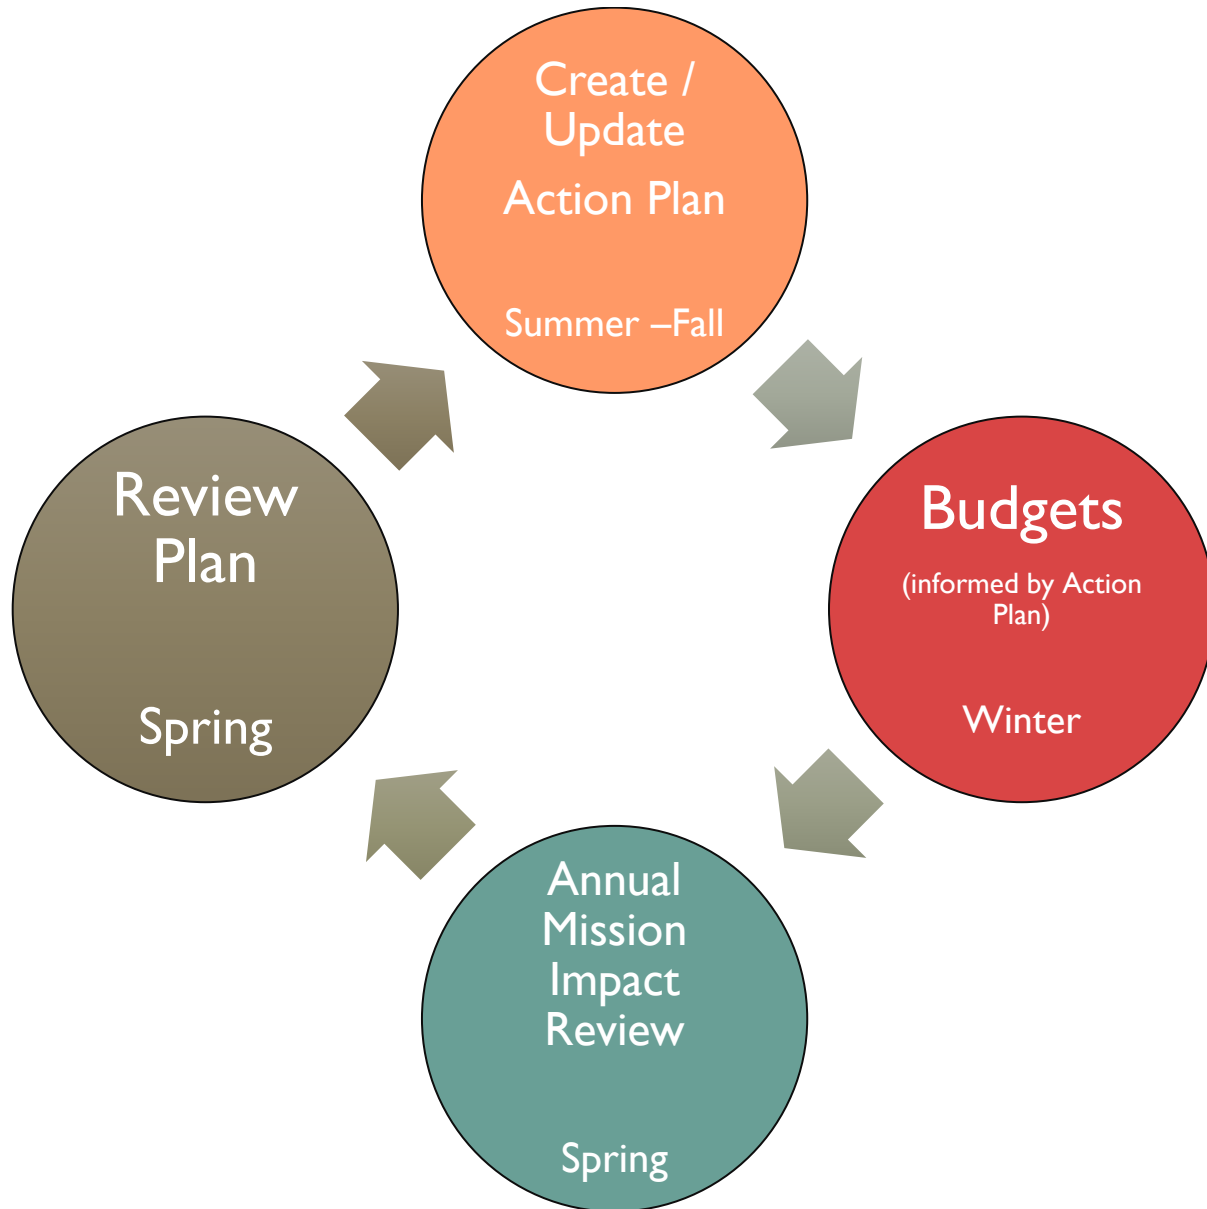 Create /
Update
Action Plan
Summer –Fall
Budgets
(informed by Action
Plan)
Winter
Annual
Mission
Impact
Review
Spring
Review
Plan
Spring